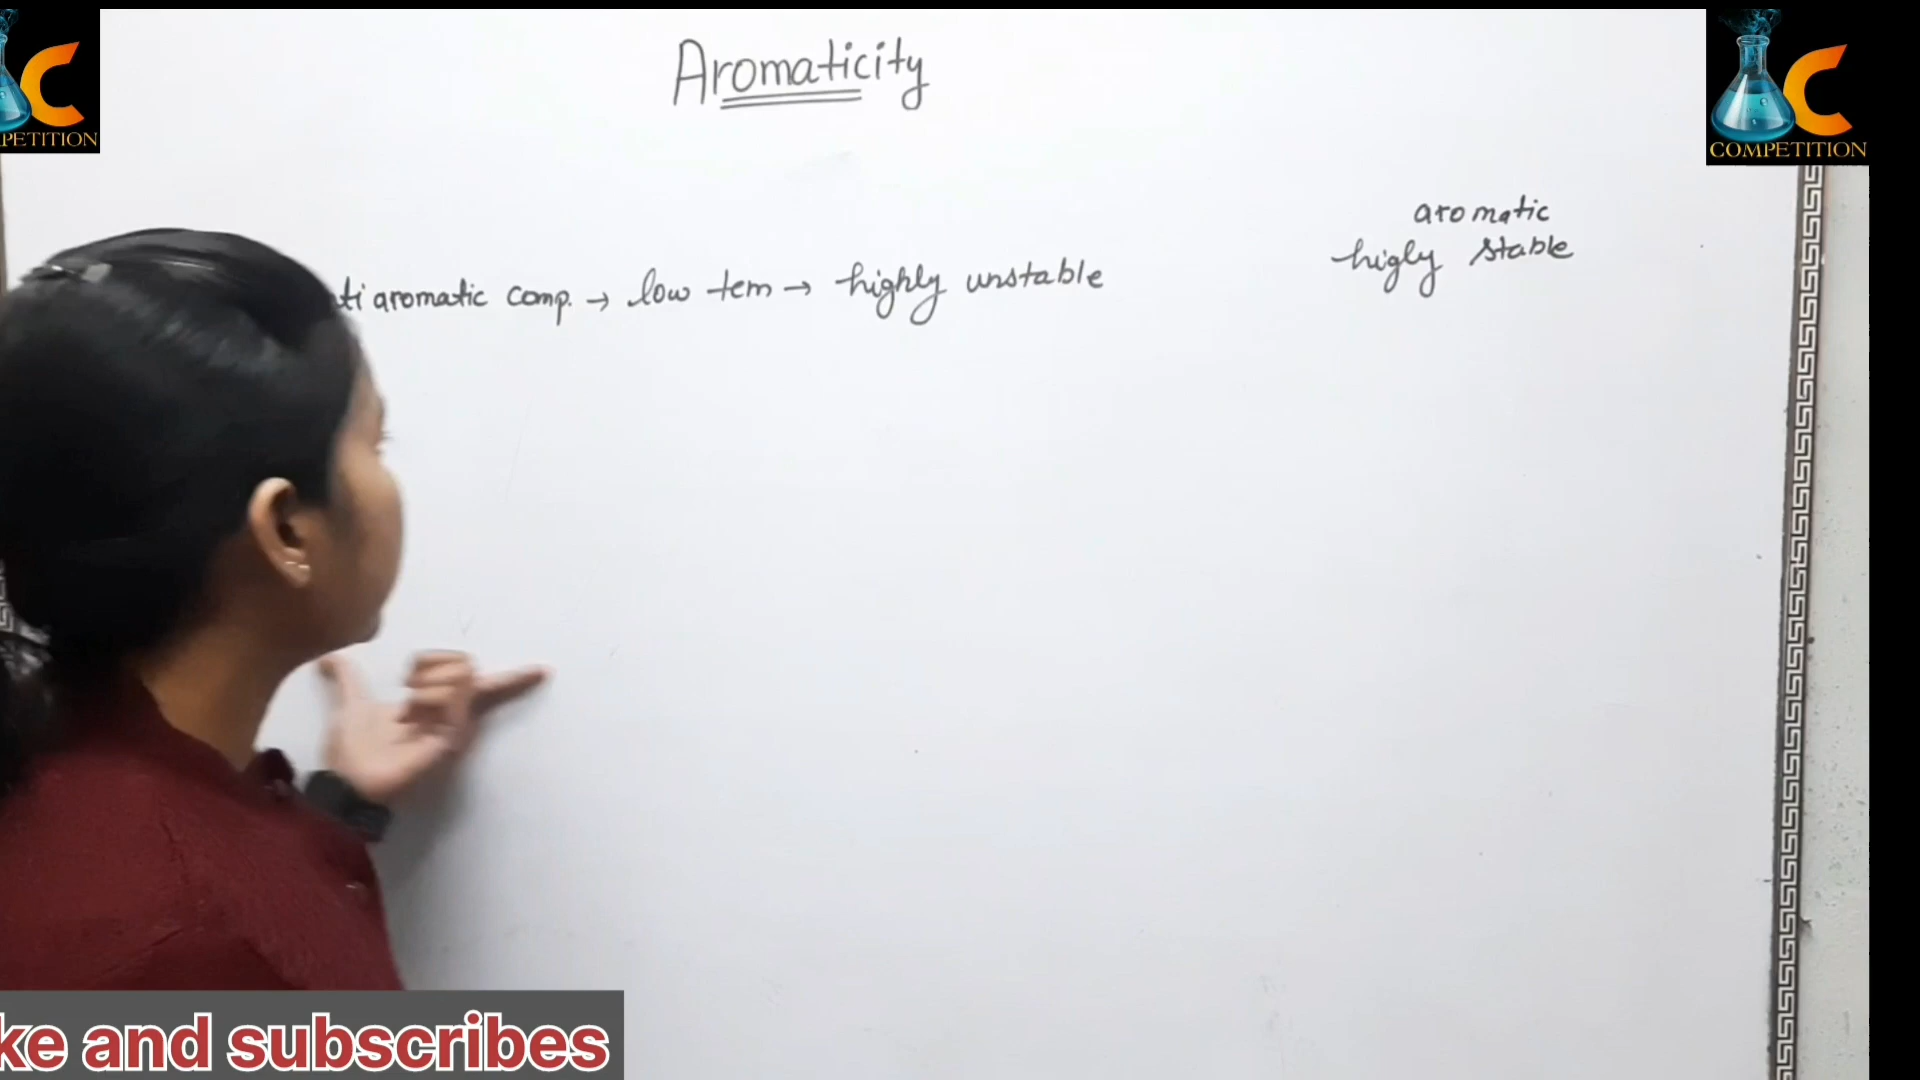 Aromaticity
aromatic
higly stable
ti aromatic comp. → low tem → highly unstable
C
PETITION
C
COMPETITION
ke and subscribes